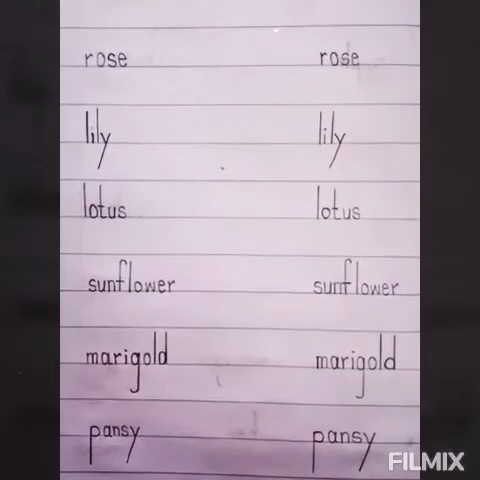 rose rose
lily lily
lotus lotus
sunflower sunflower
marigold marigold
pansy pansy
FILMIX